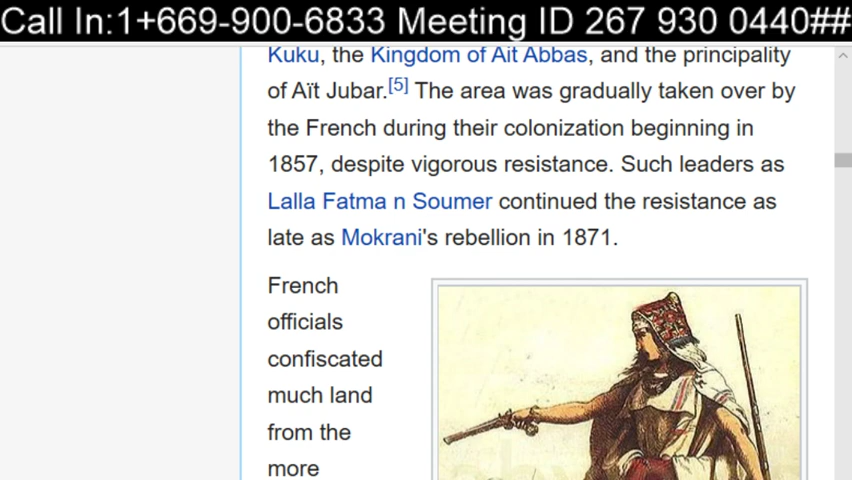 Call In:1+669-900-6833 Meeting ID 267 930 0440##
Kuku, the Kingdom of Ait Abbas, and the principality
of Aït Jubar.[5] The area was gradually taken over by
the French during their colonization beginning in
1857, despite vigorous resistance. Such leaders as
Lalla Fatma n Soumer continued the resistance as
late as Mokrani's rebellion in 1871.
French
officials
confiscated
much land
from the
more